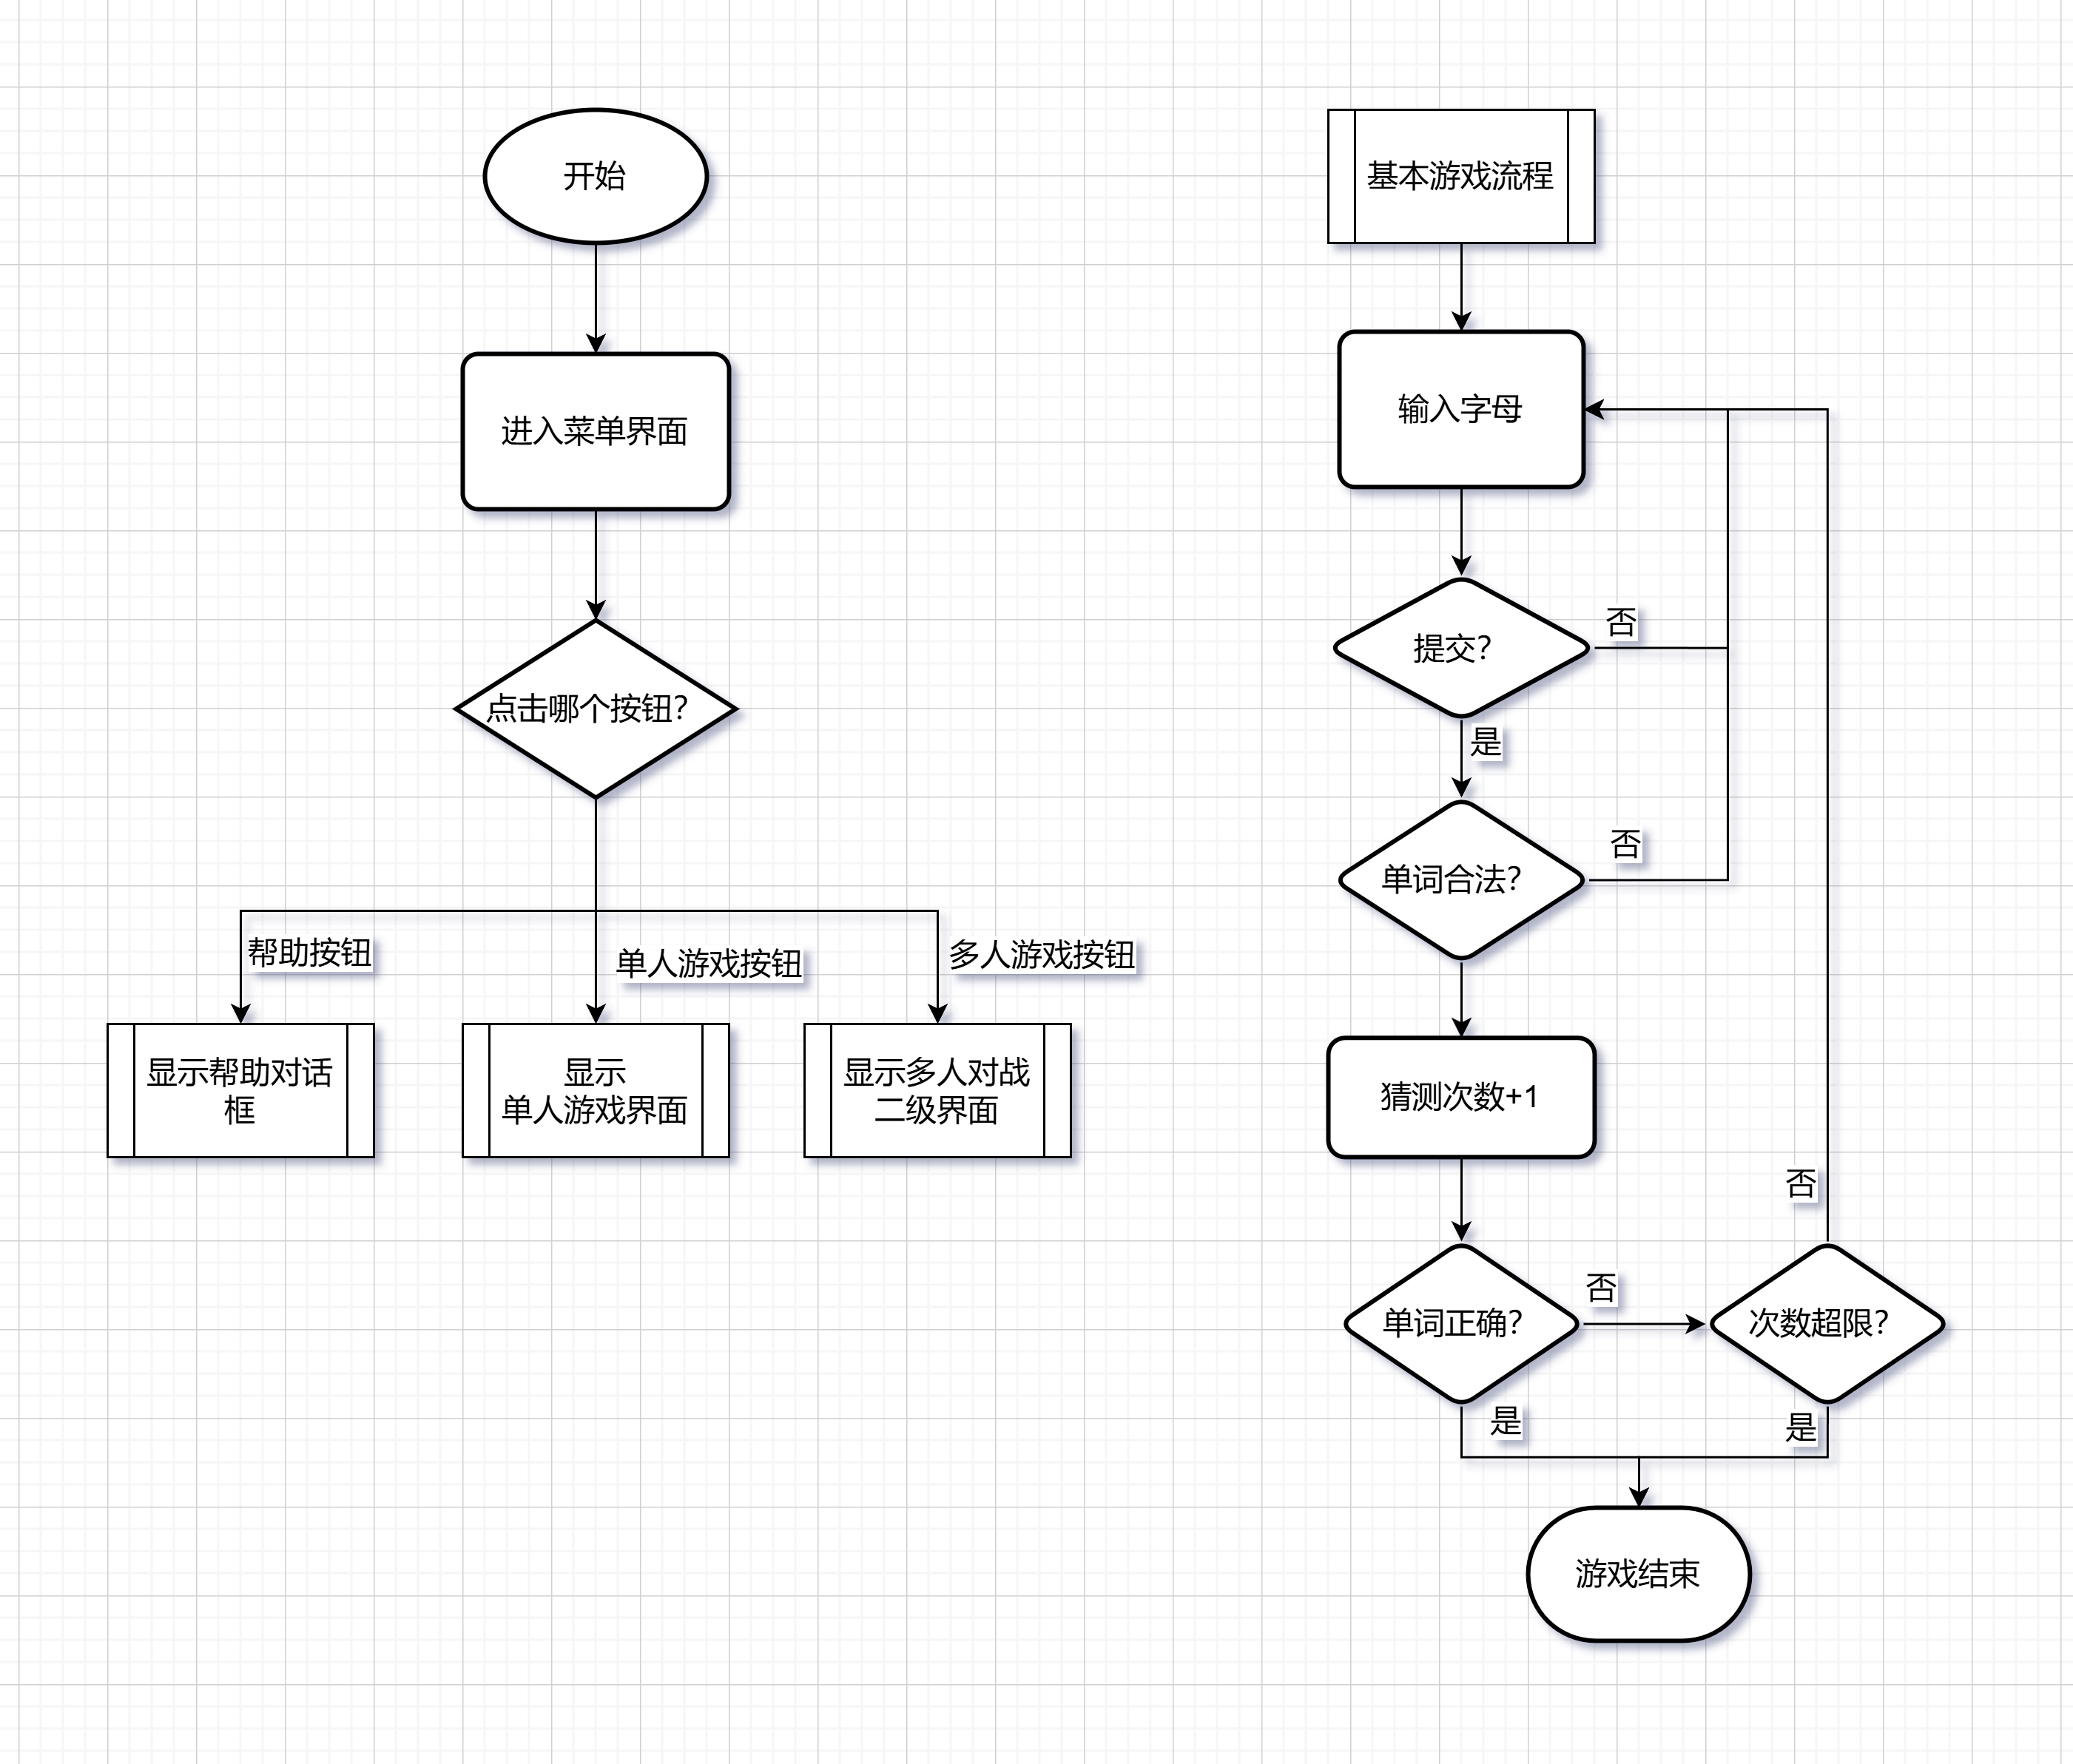 开始
进入菜单界面
点击哪个按钮?
帮助按钮
单人游戏按钮
多人游戏按钮
显示帮助对话
框
显示
单人游戏界面
显示多人对战
二级界面
基本游戏流程
输入字母
提交?
否
是
单词合法?
否
猜测次数+1
单词正确?
否
次数超限?
否
是
是
游戏结束